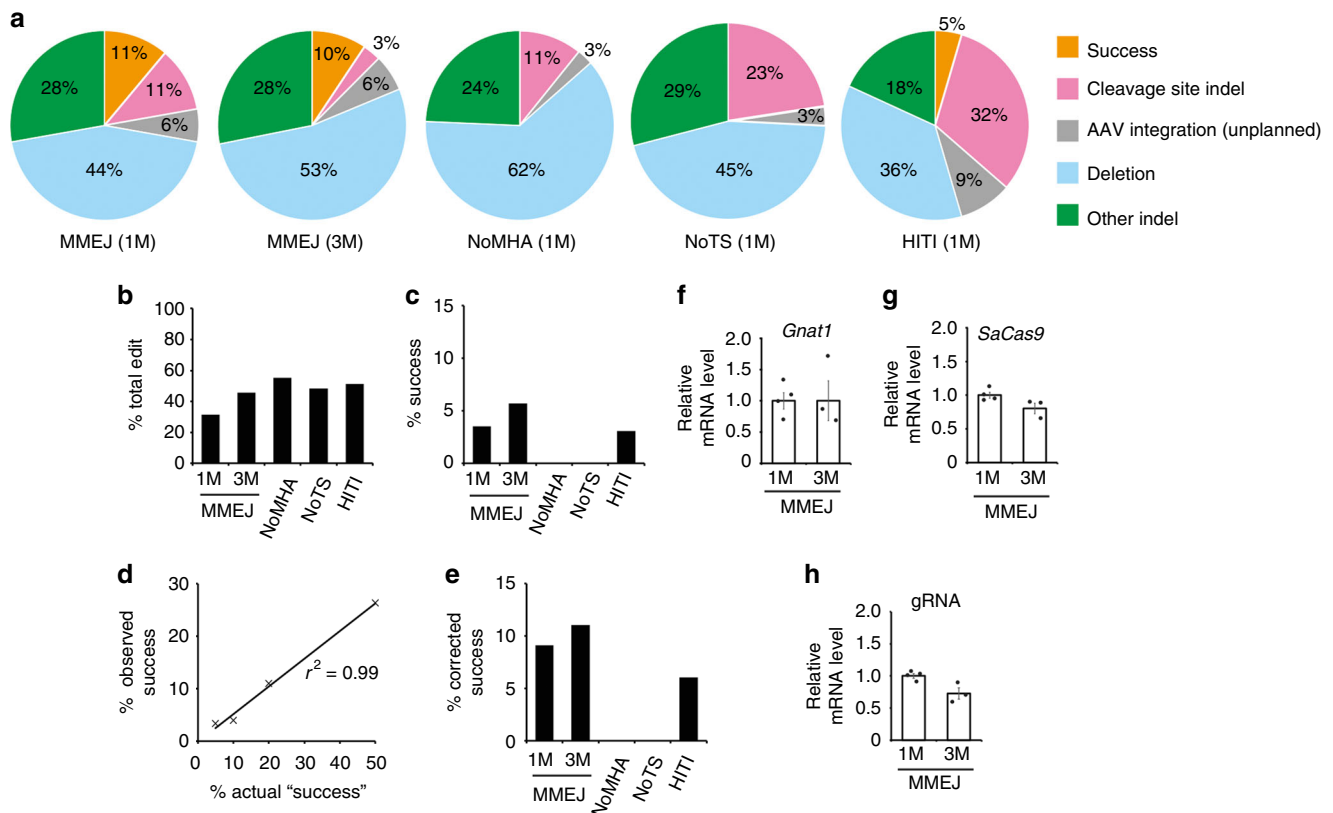 a
11%
11%
6%
44%
28%
MMEJ (1M)
10%
3%
6%
53%
28%
MMEJ (3M)
11%
3%
62%
24%
NoMHA (1M)
23%
3%
45%
29%
NoTS (1M)
5%
32%
9%
36%
18%
HITI (1M)
Success
Cleavage site indel
AAV integration (unplanned)
Deletion
Other indel
b
% total edit
100
80
60
40
20
0
1M 3M
MMEJ
NoMHA
NoTS
HITI
c
% success
15
10
5
0
1M 3M
MMEJ
NoMHA
NoTS
HITI
f
Gnat1
Relative
mRNA level
2.0
1.5
1.0
0.5
0
1M 3M
MMEJ
g
SaCas9
Relative
mRNA level
2.0
1.5
1.0
0.5
0
1M 3M
MMEJ
d
% observed
success
30
20
10
0
r2 = 0.99
0 10 20 30 40 50
% actual “success”
e
% corrected
success
15
10
5
0
1M 3M
MMEJ
NoMHA
NoTS
HITI
h
gRNA
Relative
mRNA level
2.0
1.5
1.0
0.5
0
1M 3M
MMEJ